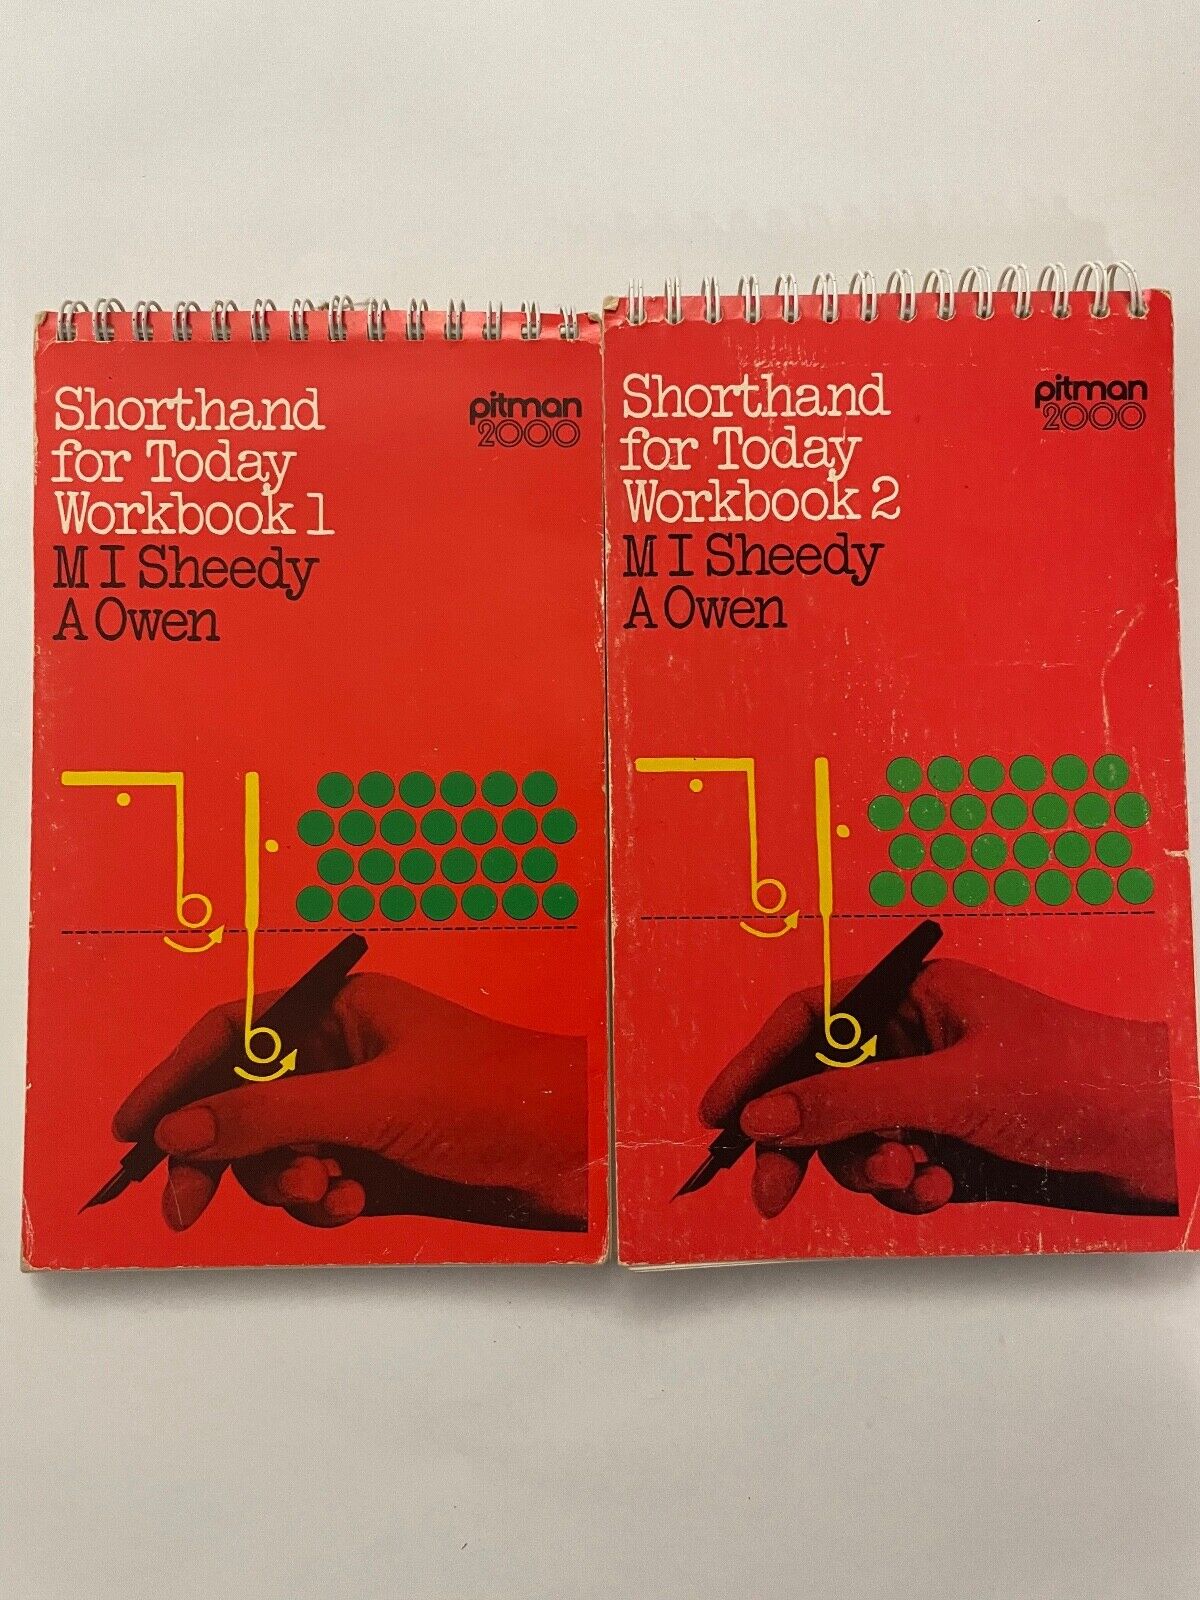 Shorthand
for Today
Workbook 1
M I Sheedy
A Owen
pitman
2000
Shorthand
for Today
Workbook 2
M I Sheedy
A Owen
pitman
2000